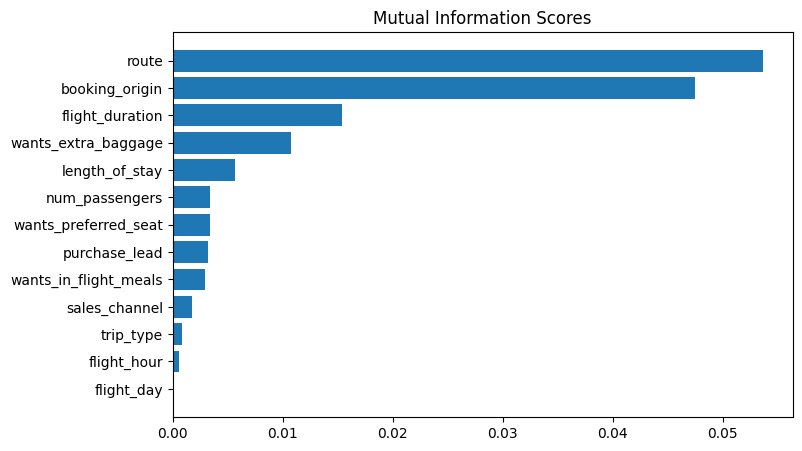 Mutual Information Scores
route
booking_origin
flight_duration
wants_extra_baggage
length_of_stay
num_passengers
wants_preferred_seat
purchase_lead
wants_in_flight_meals
sales_channel
trip_type
flight_hour
flight_day
0.00 0.01 0.02 0.03 0.04 0.05